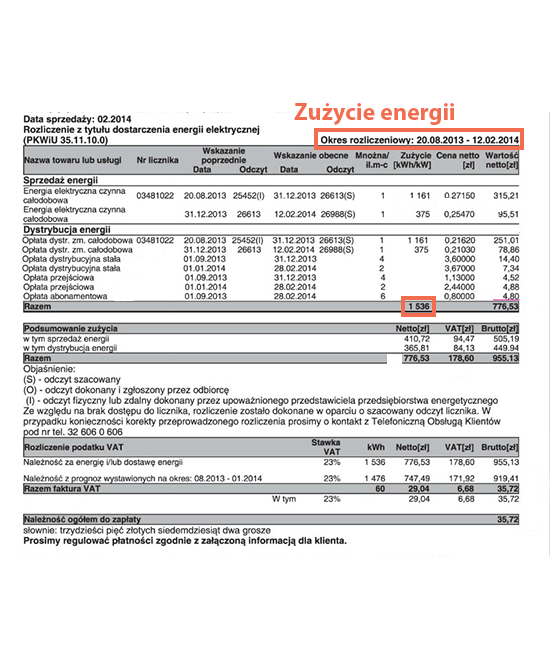 Zużycie energii
Data sprzedaży: 02.2014
Rozliczenie z tytułu dostarczenia energii elektrycznej
(PKWiU 35.11.10.0) Okres rozliczeniowy: 20.08.2013 - 12.02.2014
Nazwa towaru lub usługi Nr licznika Wskazanie poprzednie Data Odczyt Wskazanie obecne Data Odczyt Mnożna/ il.m-c Zużycie [kWh/kW] Cena netto [zł] Wartość netto[zł]
Sprzedaż energii
Energia elektryczna czynna całodobowa 03481022 20.08.2013 25452(I) 31.12.2013 26613(S) 1 1 161 0.27150 315,21
Energia elektryczna czynna całodobowa 31.12.2013 26613 12.02.2014 26988(S) 1 375 0,25470 95,51
Dystrybucja energii
Opłata dystr. zm. całodobowa 03481022 20.08.2013 25452(I) 31.12.2013 26613(S) 1 1 161 0,21620 251,01
Opłata dystr. zm. całodobowa 31.12.2013 26613 12.02.2014 26988(S) 1 375 0,21030 78,86
Opłata dystrybucyjna stała 01.09.2013 31.12.2013 4 3,60000 14,40
Opłata dystrybucyjna stała 01.01.2014 28.02.2014 2 3,67000 7,34
Opłata przejściowa 01.09.2013 31.12.2013 4 1,13000 4,52
Opłata przejściowa 01.01.2014 28.02.2014 2 2,44000 4,88
Opłata abonamentowa 01.09.2013 28.02.2014 6 0,80000 4,80
Razem 1 536 776,53
Podsumowanie zużycia Netto[zł] VAT[zł] Brutto[zł]
w tym sprzedaż energii 410,72 94,47 505,19
w tym dystrybucja energii 365,81 84,13 449.94
Razem 776,53 178,60 955.13
Objaśnienie:
(S) - odczyt szacowany
(O) - odczyt dokonany i zgłoszony przez odbiorcę
(I) - odczyt fizyczny lub zdalny dokonany przez upoważnionego przedstawiciela przedsiębiorstwa energetycznego
Ze względu na brak dostępu do licznika, rozliczenie zostało dokonane w oparciu o szacowany odczyt licznika. W
przypadku konieczności korekty przeprowadzonego rozliczenia prosimy o kontakt z Telefoniczną Obsługą Klientów
pod nr tel. 32 606 0 606
Rozliczenie podatku VAT Stawka VAT kWh Netto[zł] VAT[zł] Brutto[zł]
Należność za energię i/lub dostawę energii 23% 1 536 776,53 178,60 955,13
Należność z prognoz wystawionych na okres: 08.2013 - 01.2014 23% 1 476 747,49 171,92 919,41
Razem faktura VAT 60 29,04 6,68 35,72
W tym 23% 29,04 6,68 35,72
Należność ogółem do zapłaty 35,72
słownie: trzydzieści pięć złotych siedemdziesiąt dwa grosze
Prosimy regulować płatności zgodnie z załączoną informacją dla klienta.